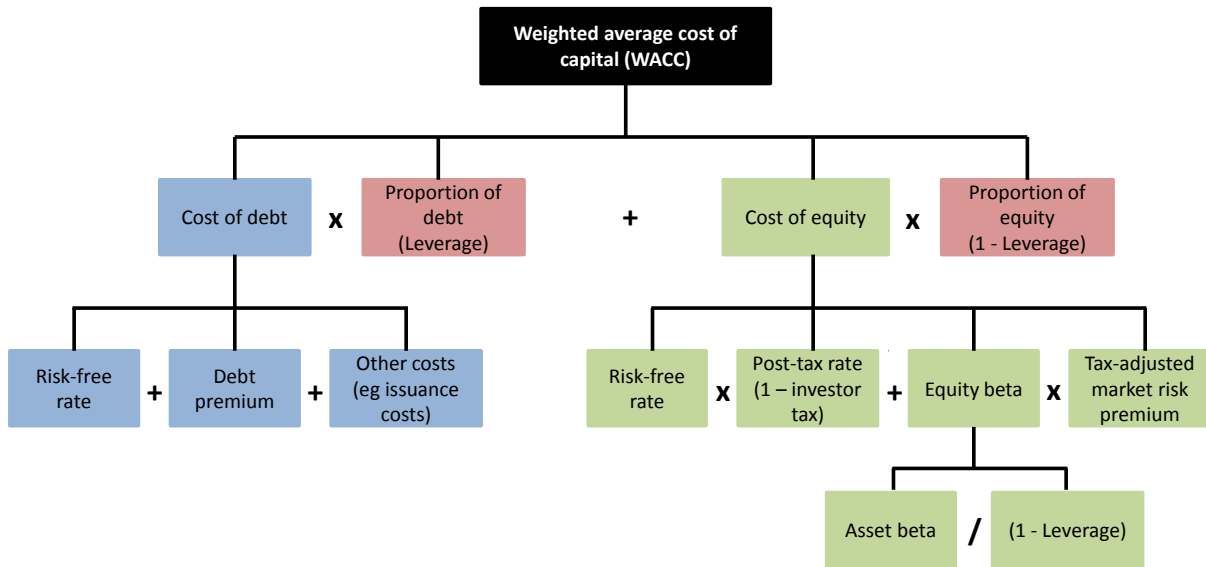 Weighted average cost of
capital (WACC)
Cost of debt
x
Proportion of
debt
(Leverage)
+
Cost of equity
x
Proportion of
equity
(1 - Leverage)
Risk-free
rate
+
Debt
premium
+
Other costs
(eg issuance
costs)
Risk-free
rate
x
Post-tax rate
(1 – investor
tax)
+
Equity beta
x
Tax-adjusted
market risk
premium
Asset beta
/
(1 - Leverage)